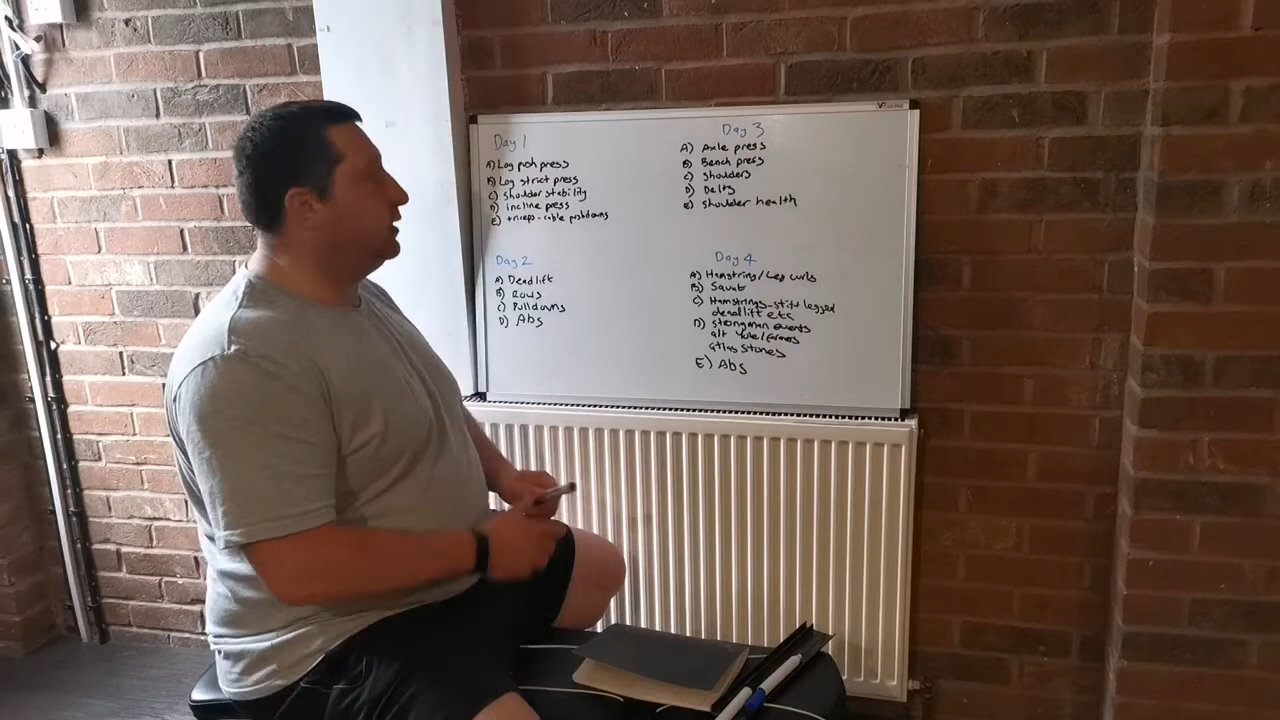 Day 1
A) Log push press
B) Log strict press
C) shoulder stability
D) incline press
E) triceps-cable pushdowns
Day 2
A) Deadlift
B) Rows
C) Pulldowns
D) Abs
Day 3
A) Axle press
B) Bench press
C) shoulders
D) Delts
E) shoulder health
Day 4
A) Hamstring/Leg curls
B) Squat
C) Hamstrings-stiff legged
deadlift etc
D) strongman events
alt Yoke/farmers
atlas stones
E) Abs